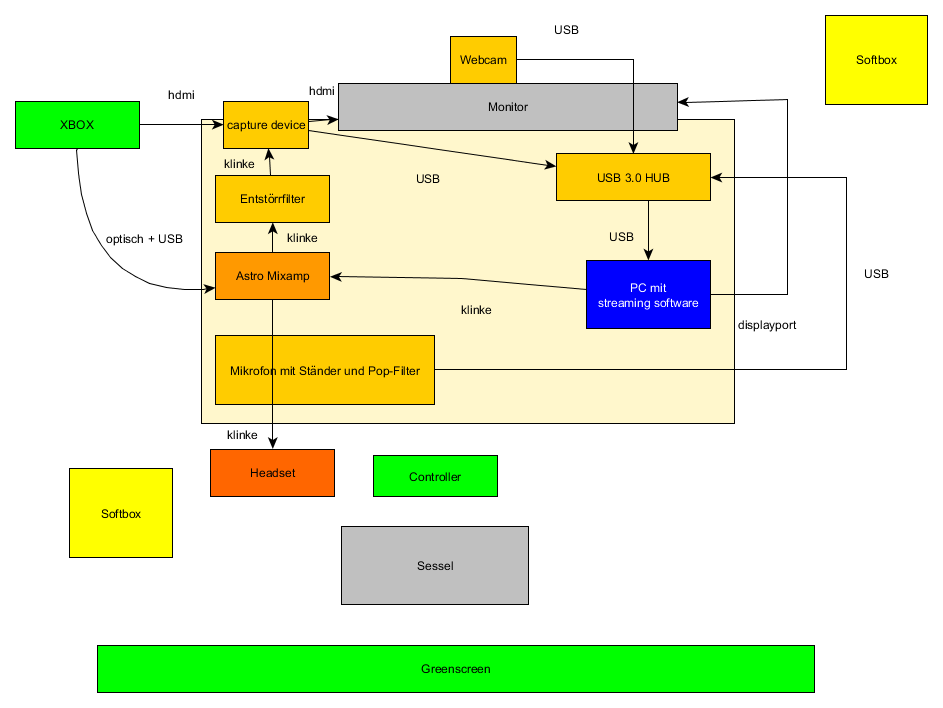 USB
Webcam
Softbox
hdmi
hdmi
Monitor
XBOX
capture device
klinke
USB
USB 3.0 HUB
Entstörrfilter
klinke
optisch + USB
USB
USB
Astro Mixamp
PC mit
streaming software
klinke
displayport
Mikrofon mit Ständer und Pop-Filter
klinke
Headset
Controller
Softbox
Sessel
Greenscreen